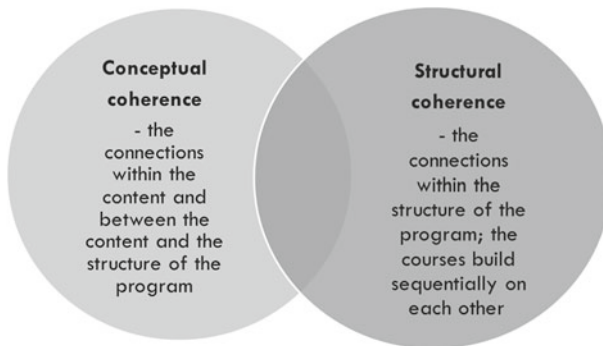 Conceptual
coherence
- the
connections
within the
content and
between the
content and the
structure of the
program
Structural
coherence
- the
connections
within the
structure of the
program; the
courses build
sequentially on
each other